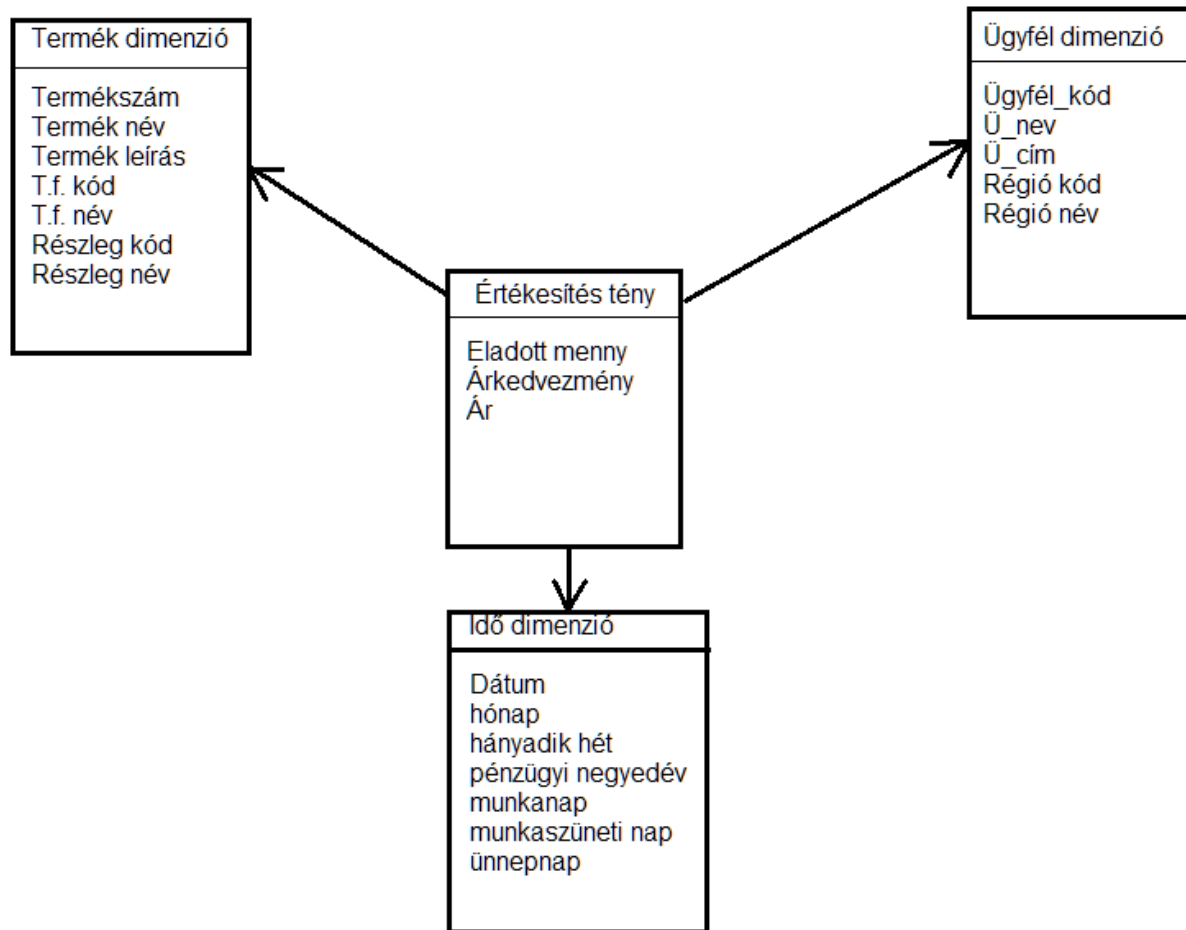 Termék dimenzió
Termékszám
Termék név
Termék leírás
T.f. kód
T.f. név
Részleg kód
Részleg név
Ügyfél dimenzió
Ügyfél_kód
Ü_nev
Ü_cím
Régió kód
Régió név
Értékesítés tény
Eladott menny
Árkedvezmény
Ár
Idő dimenzió
Dátum
hónap
hányadik hét
pénzügyi negyedév
munkanap
munkaszüneti nap
ünnepnap